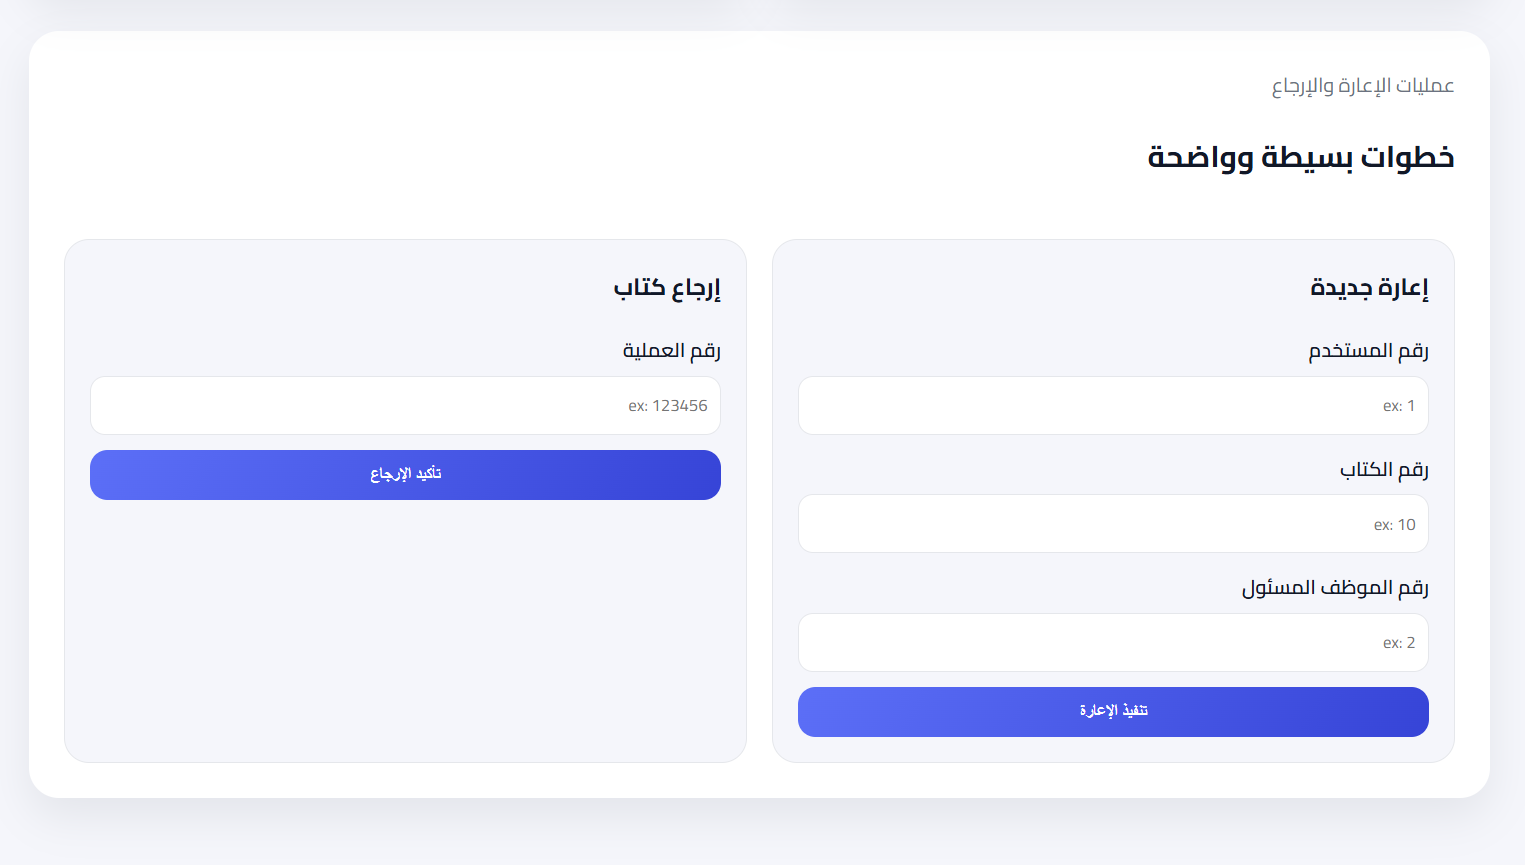 عمليات الإعارة والإرجاع
خطوات بسيطة وواضحة
إعارة جديدة
رقم المستخدم
ex: 1
رقم الكتاب
ex: 10
رقم الموظف المسئول
ex: 2
تنفيذ الإعارة
إرجاع كتاب
رقم العملية
ex: 123456
تأكيد الإرجاع